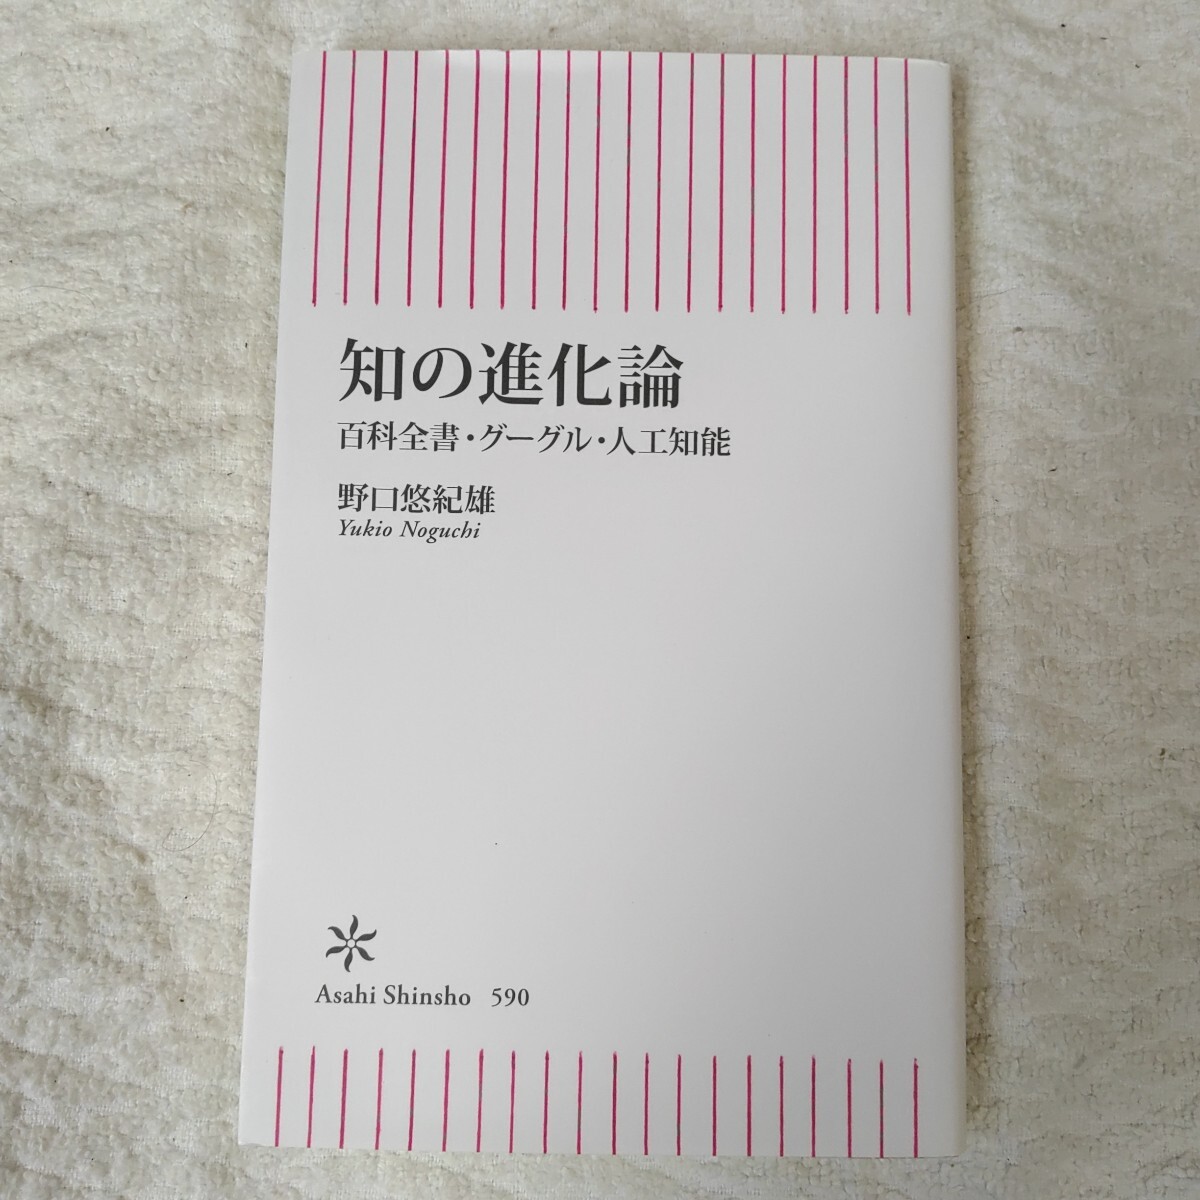 知の進化論
百科全書・グーグル・人工知能
野口悠紀雄
Yukio Noguchi
Asahi Shinsho 590